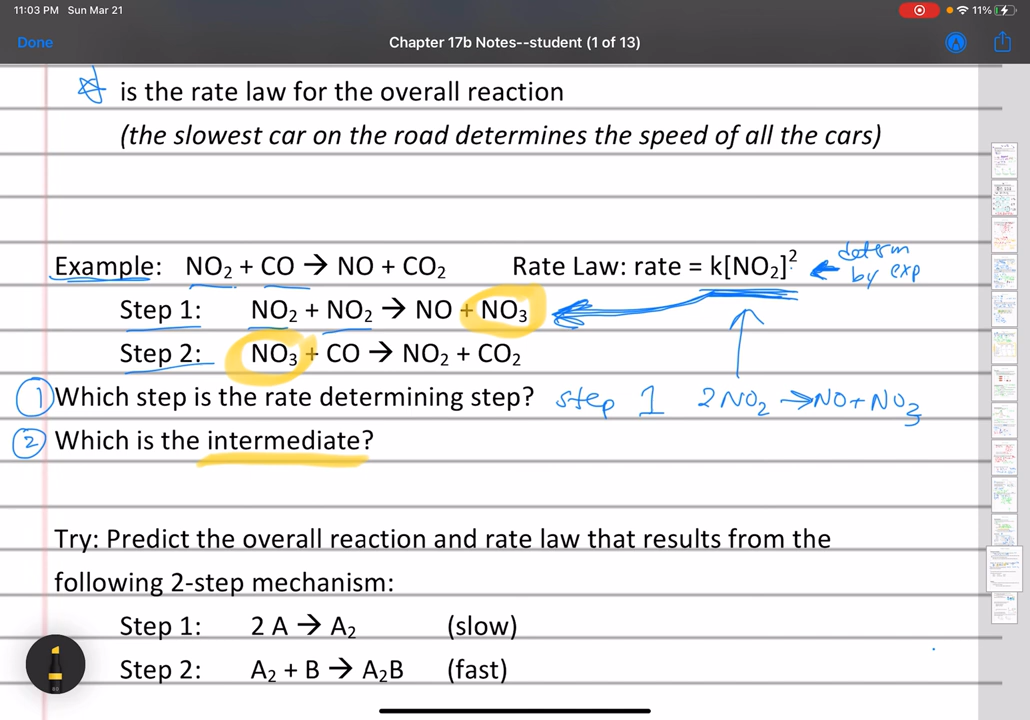 11:03 PM Sun Mar 21
11%
Done
Chapter 17b Notes--student (1 of 13)
is the rate law for the overall reaction
(the slowest car on the road determines the speed of all the cars)
Example: NO₂ + CO → NO + CO₂ Rate Law: rate = k[NO₂]² determ
by exp
Step 1: NO₂ + NO₂ → NO + NO₃
Step 2: NO₃ + CO → NO₂ + CO₂
1 Which step is the rate determining step? step 1 2NO₂ → NO + NO₃
2 Which is the intermediate?
Try: Predict the overall reaction and rate law that results from the
following 2-step mechanism:
Step 1: 2 A → A₂ (slow)
Step 2: A₂ + B → A₂B (fast)